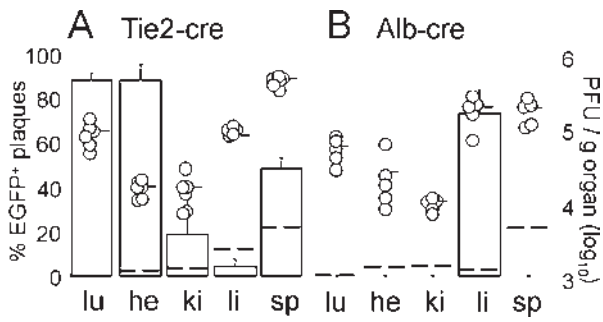 A Tie2-cre B Alb-cre
% EGFP⁺ plaques
100
80
60
40
20
0
6
5
4
3
PFU / g organ (log₁₀)
lu he ki li sp lu he ki li sp